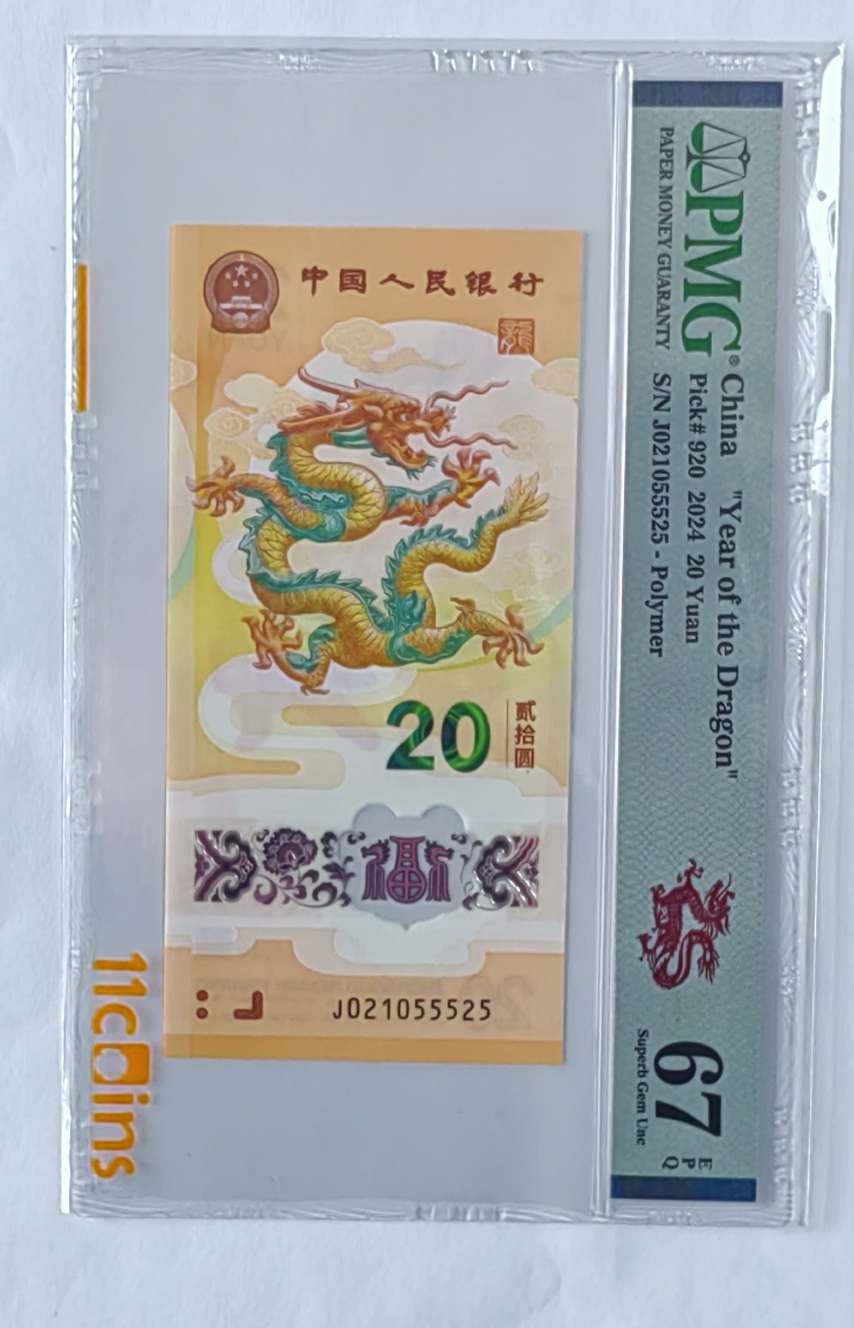 PMG®
PAPER MONEY GUARANTY
China "Year of the Dragon"
Pick# 920 2024 20 Yuan
S/N J021055525 - Polymer
67
EPQ
Superb Gem Unc
中国人民银行
龍
20
贰拾圆
J021055525
11coins